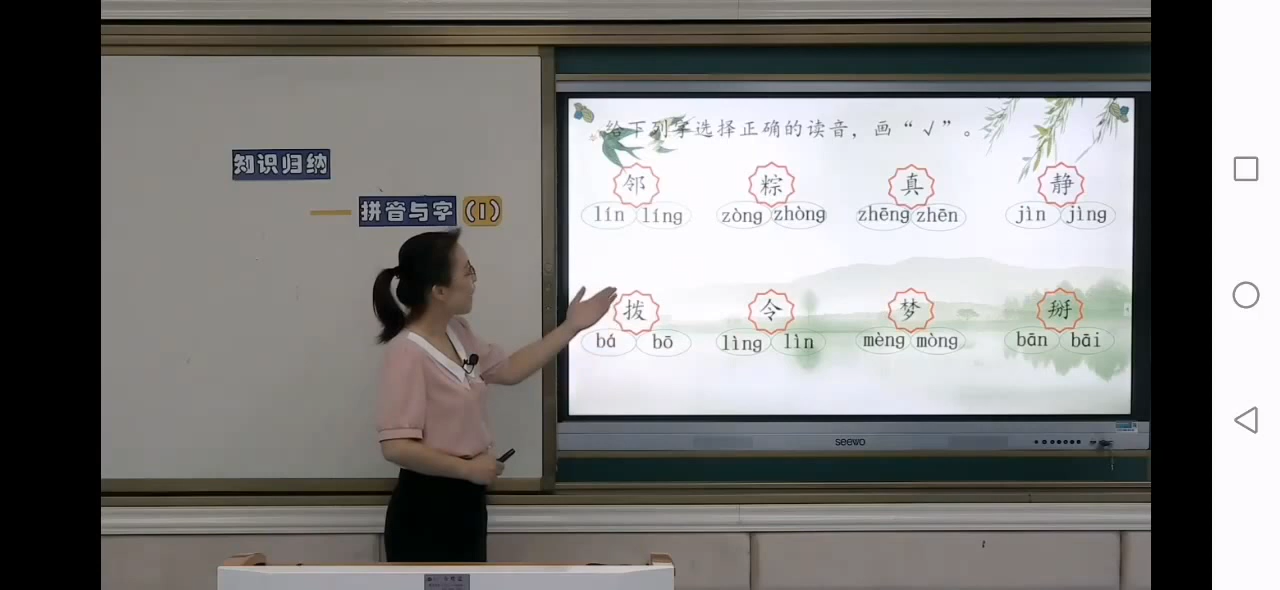 知识归纳
拼音与字(1)
给下列字选择正确的读音，画“√”。
邻 粽 真 静
lín líng zòng zhòng zhēng zhēn jìn jìng
拨 令 梦 掰
bá bō lìng lìn mèng mòng bān bāi
seewo